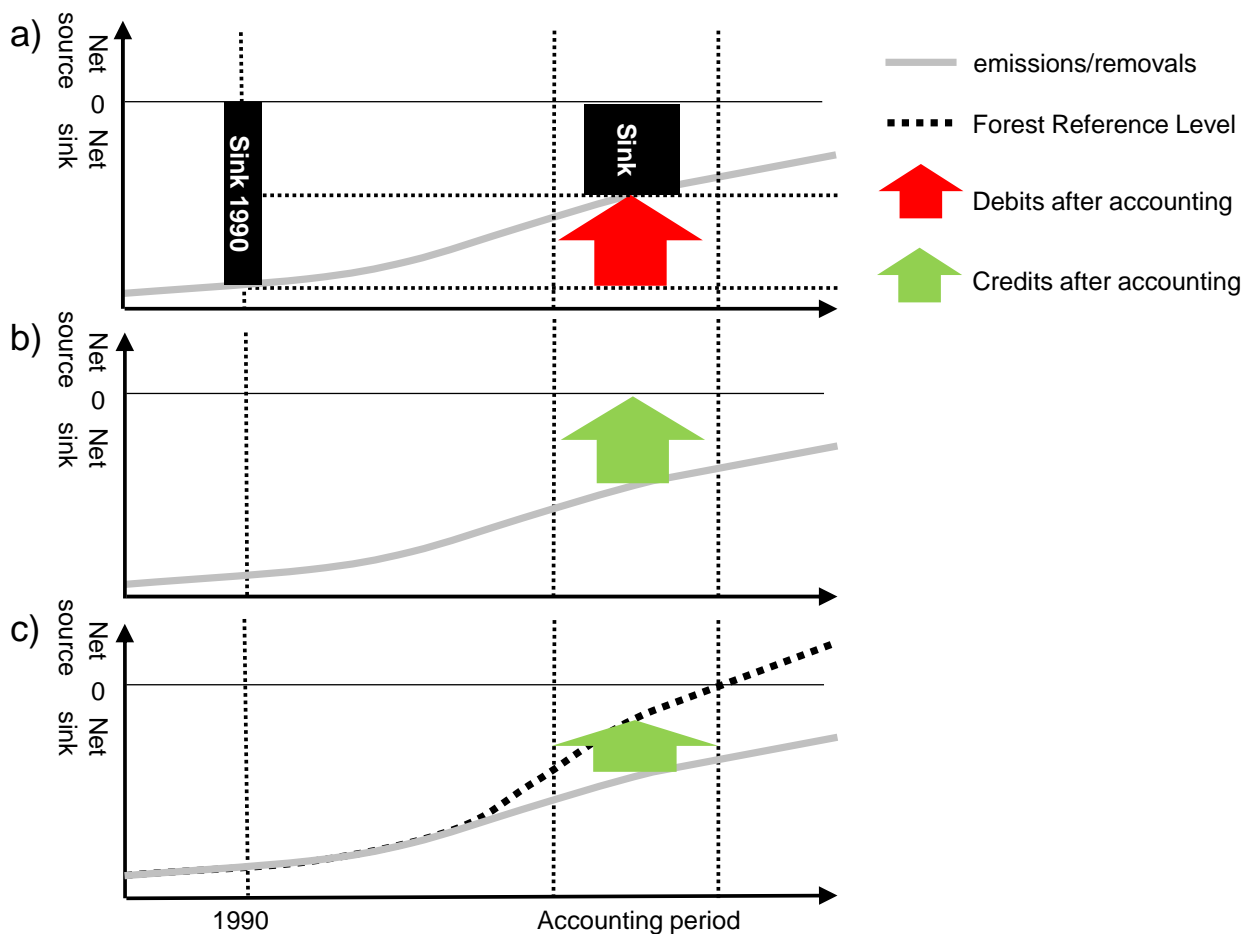 a)
Net
source
0
Net
sink
Sink 1990
Sink
emissions/removals
Forest Reference Level
Debits after accounting
Credits after accounting
b)
Net
source
0
Net
sink
c)
Net
source
0
Net
sink
1990
Accounting period